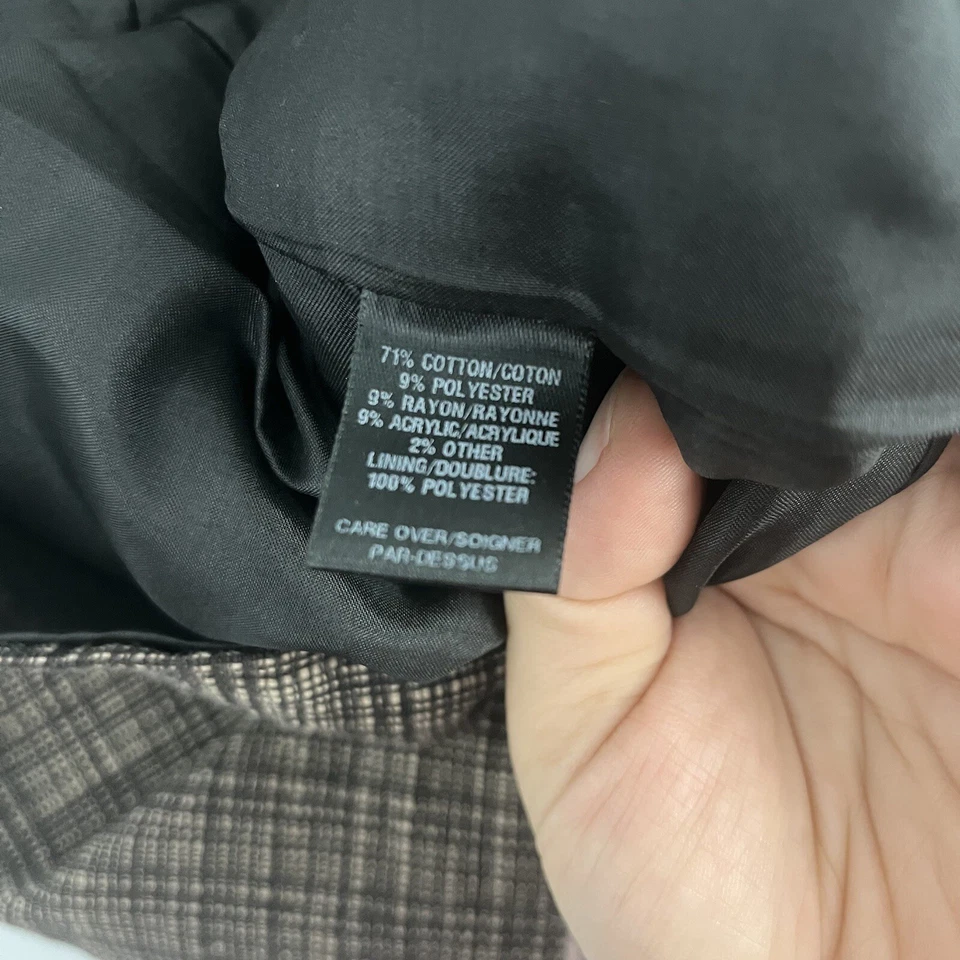 71% COTTON/COTON
9% POLYESTER
9% RAYON/RAYONNE
9% ACRYLIC/ACRYLIQUE
2% OTHER
LINING/DOUBLURE:
100% POLYESTER
CARE OVER/SOIGNER
PAR-DESSUS